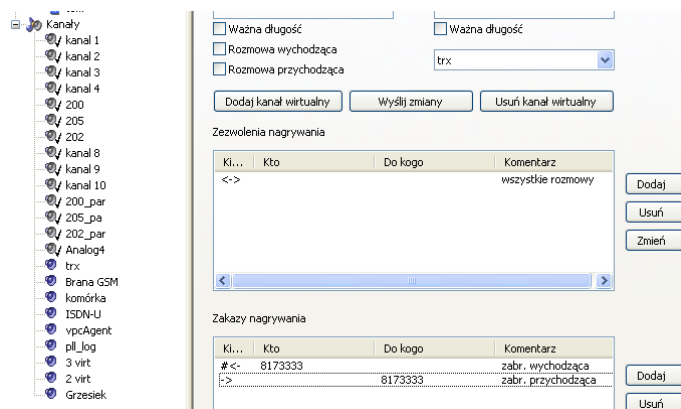 Kanały
kanal 1
kanal 2
kanal 3
kanal 4
200
205
202
kanal 8
kanal 9
kanal 10
200_par
205_pa
202_par
Analog4
trx
Brana GSM
komórka
ISDN-U
vpcAgent
pll_log
3 virt
2 virt
Grzesiek
Ważna długość Ważna długość
Rozmowa wychodząca
Rozmowa przychodząca
trx
Dodaj kanał wirtualny Wyślij zmiany Usuń kanał wirtualny
Zezwolenia nagrywania
Ki... Kto Do kogo Komentarz
<-> wszystkie rozmowy
Dodaj
Usuń
Zmień
Zakazy nagrywania
Ki... Kto Do kogo Komentarz
#<- 8173333 zabr. wychodząca
-> 8173333 zabr. przychodząca
Dodaj
Usuń